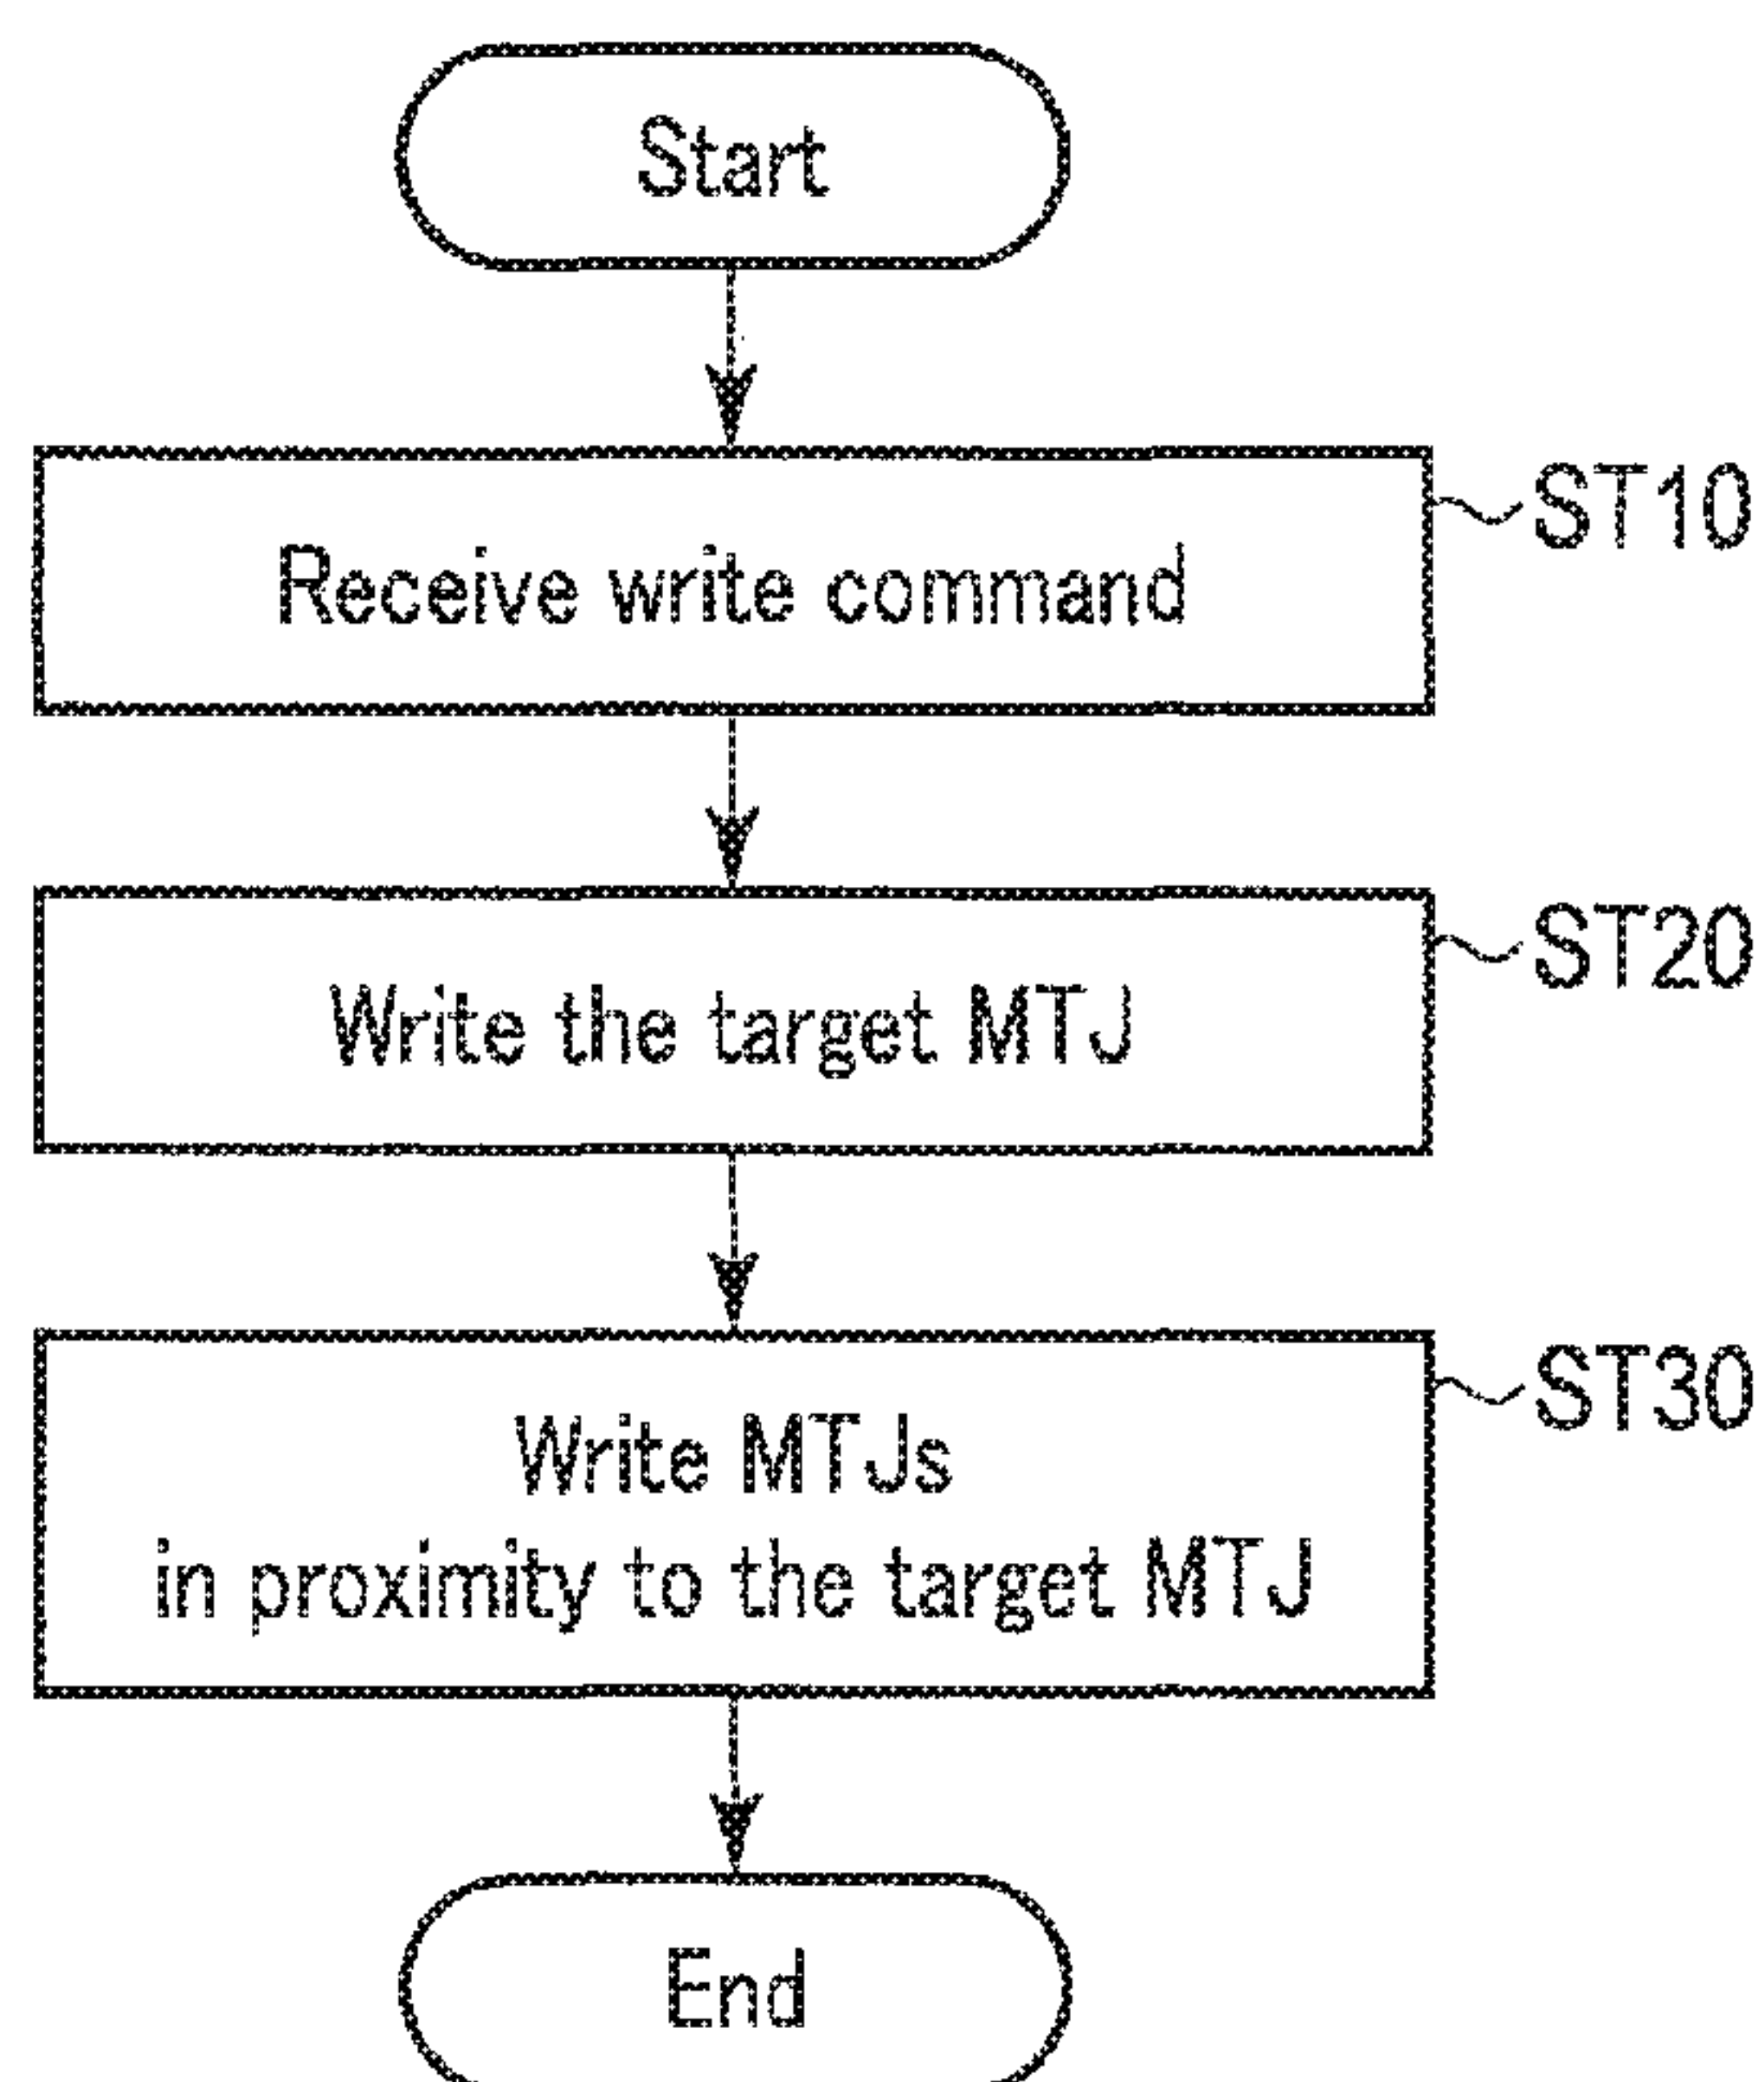 Start
Receive write command
ST10
Write the target MTJ
ST20
Write MTJs
in proximity to the target MTJ
ST30
End